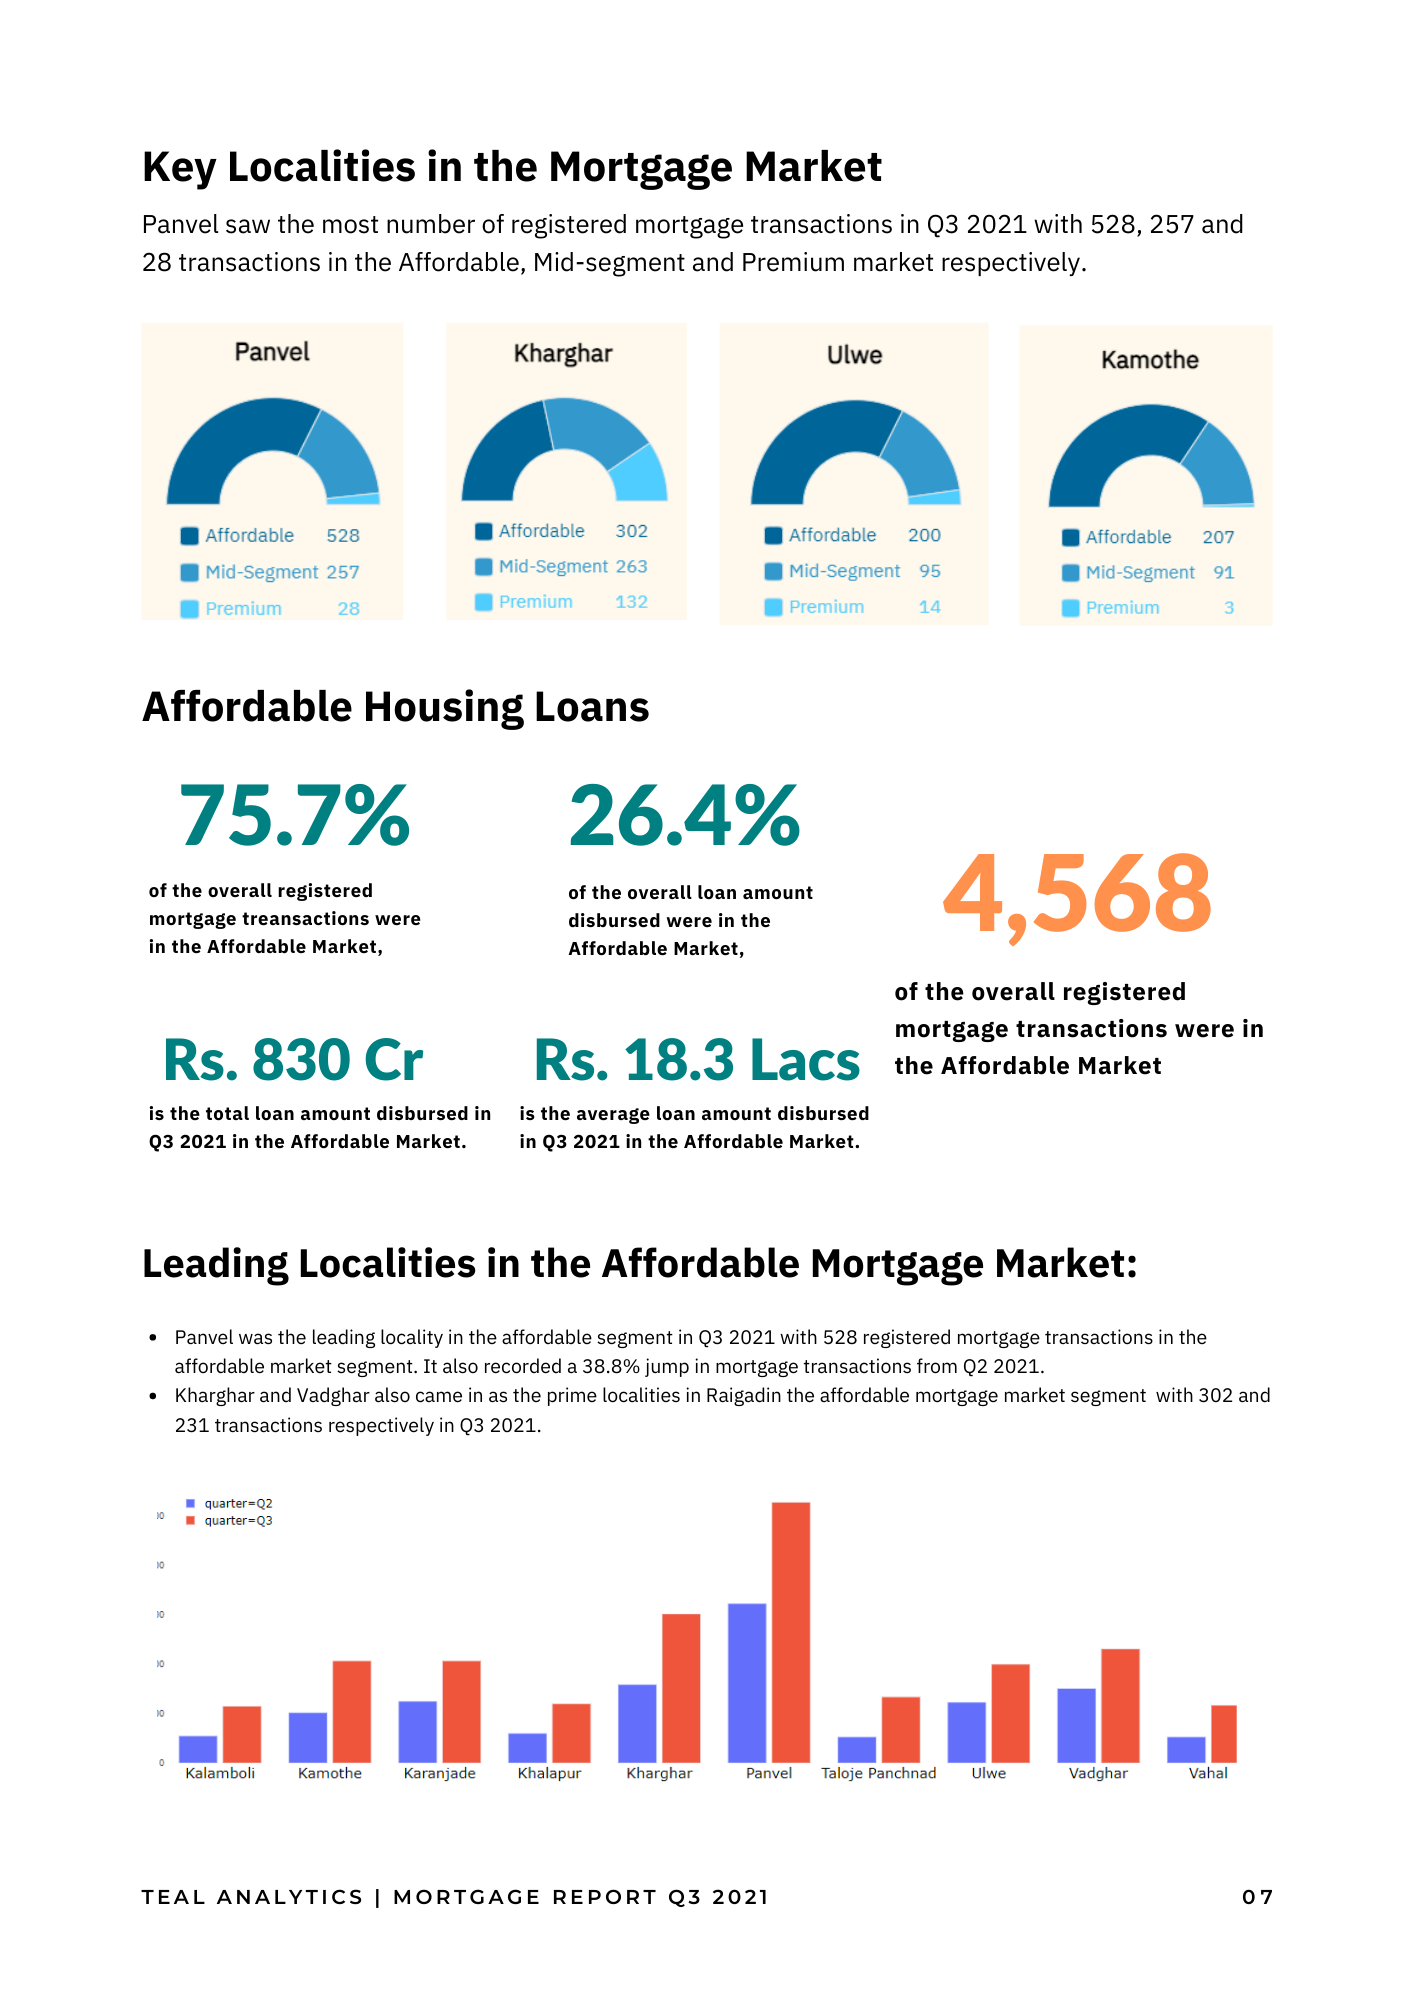 Key Localities in the Mortgage Market
Panvel saw the most number of registered mortgage transactions in Q3 2021 with 528, 257 and
28 transactions in the Affordable, Mid-segment and Premium market respectively.
Panvel
Affordable 528
Mid-Segment 257
Premium 28
Kharghar
Affordable 302
Mid-Segment 263
Premium 132
Ulwe
Affordable 200
Mid-Segment 95
Premium 14
Kamothe
Affordable 207
Mid-Segment 91
Premium 3
Affordable Housing Loans
75.7%
of the overall registered
mortgage treansactions were
in the Affordable Market,
26.4%
of the overall loan amount
disbursed were in the
Affordable Market,
4,568
of the overall registered
mortgage transactions were in
the Affordable Market
Rs. 830 Cr
is the total loan amount disbursed in
Q3 2021 in the Affordable Market.
Rs. 18.3 Lacs
is the average loan amount disbursed
in Q3 2021 in the Affordable Market.
Leading Localities in the Affordable Mortgage Market:
• Panvel was the leading locality in the affordable segment in Q3 2021 with 528 registered mortgage transactions in the
affordable market segment. It also recorded a 38.8% jump in mortgage transactions from Q2 2021.
• Kharghar and Vadghar also came in as the prime localities in Raigadin the affordable mortgage market segment with 302 and
231 transactions respectively in Q3 2021.
quarter=Q2
quarter=Q3
0
Kalamboli Kamothe Karanjade Khalapur Kharghar Panvel Taloje Panchnad Ulwe Vadghar Vahal
TEAL ANALYTICS | MORTGAGE REPORT Q3 2021 07